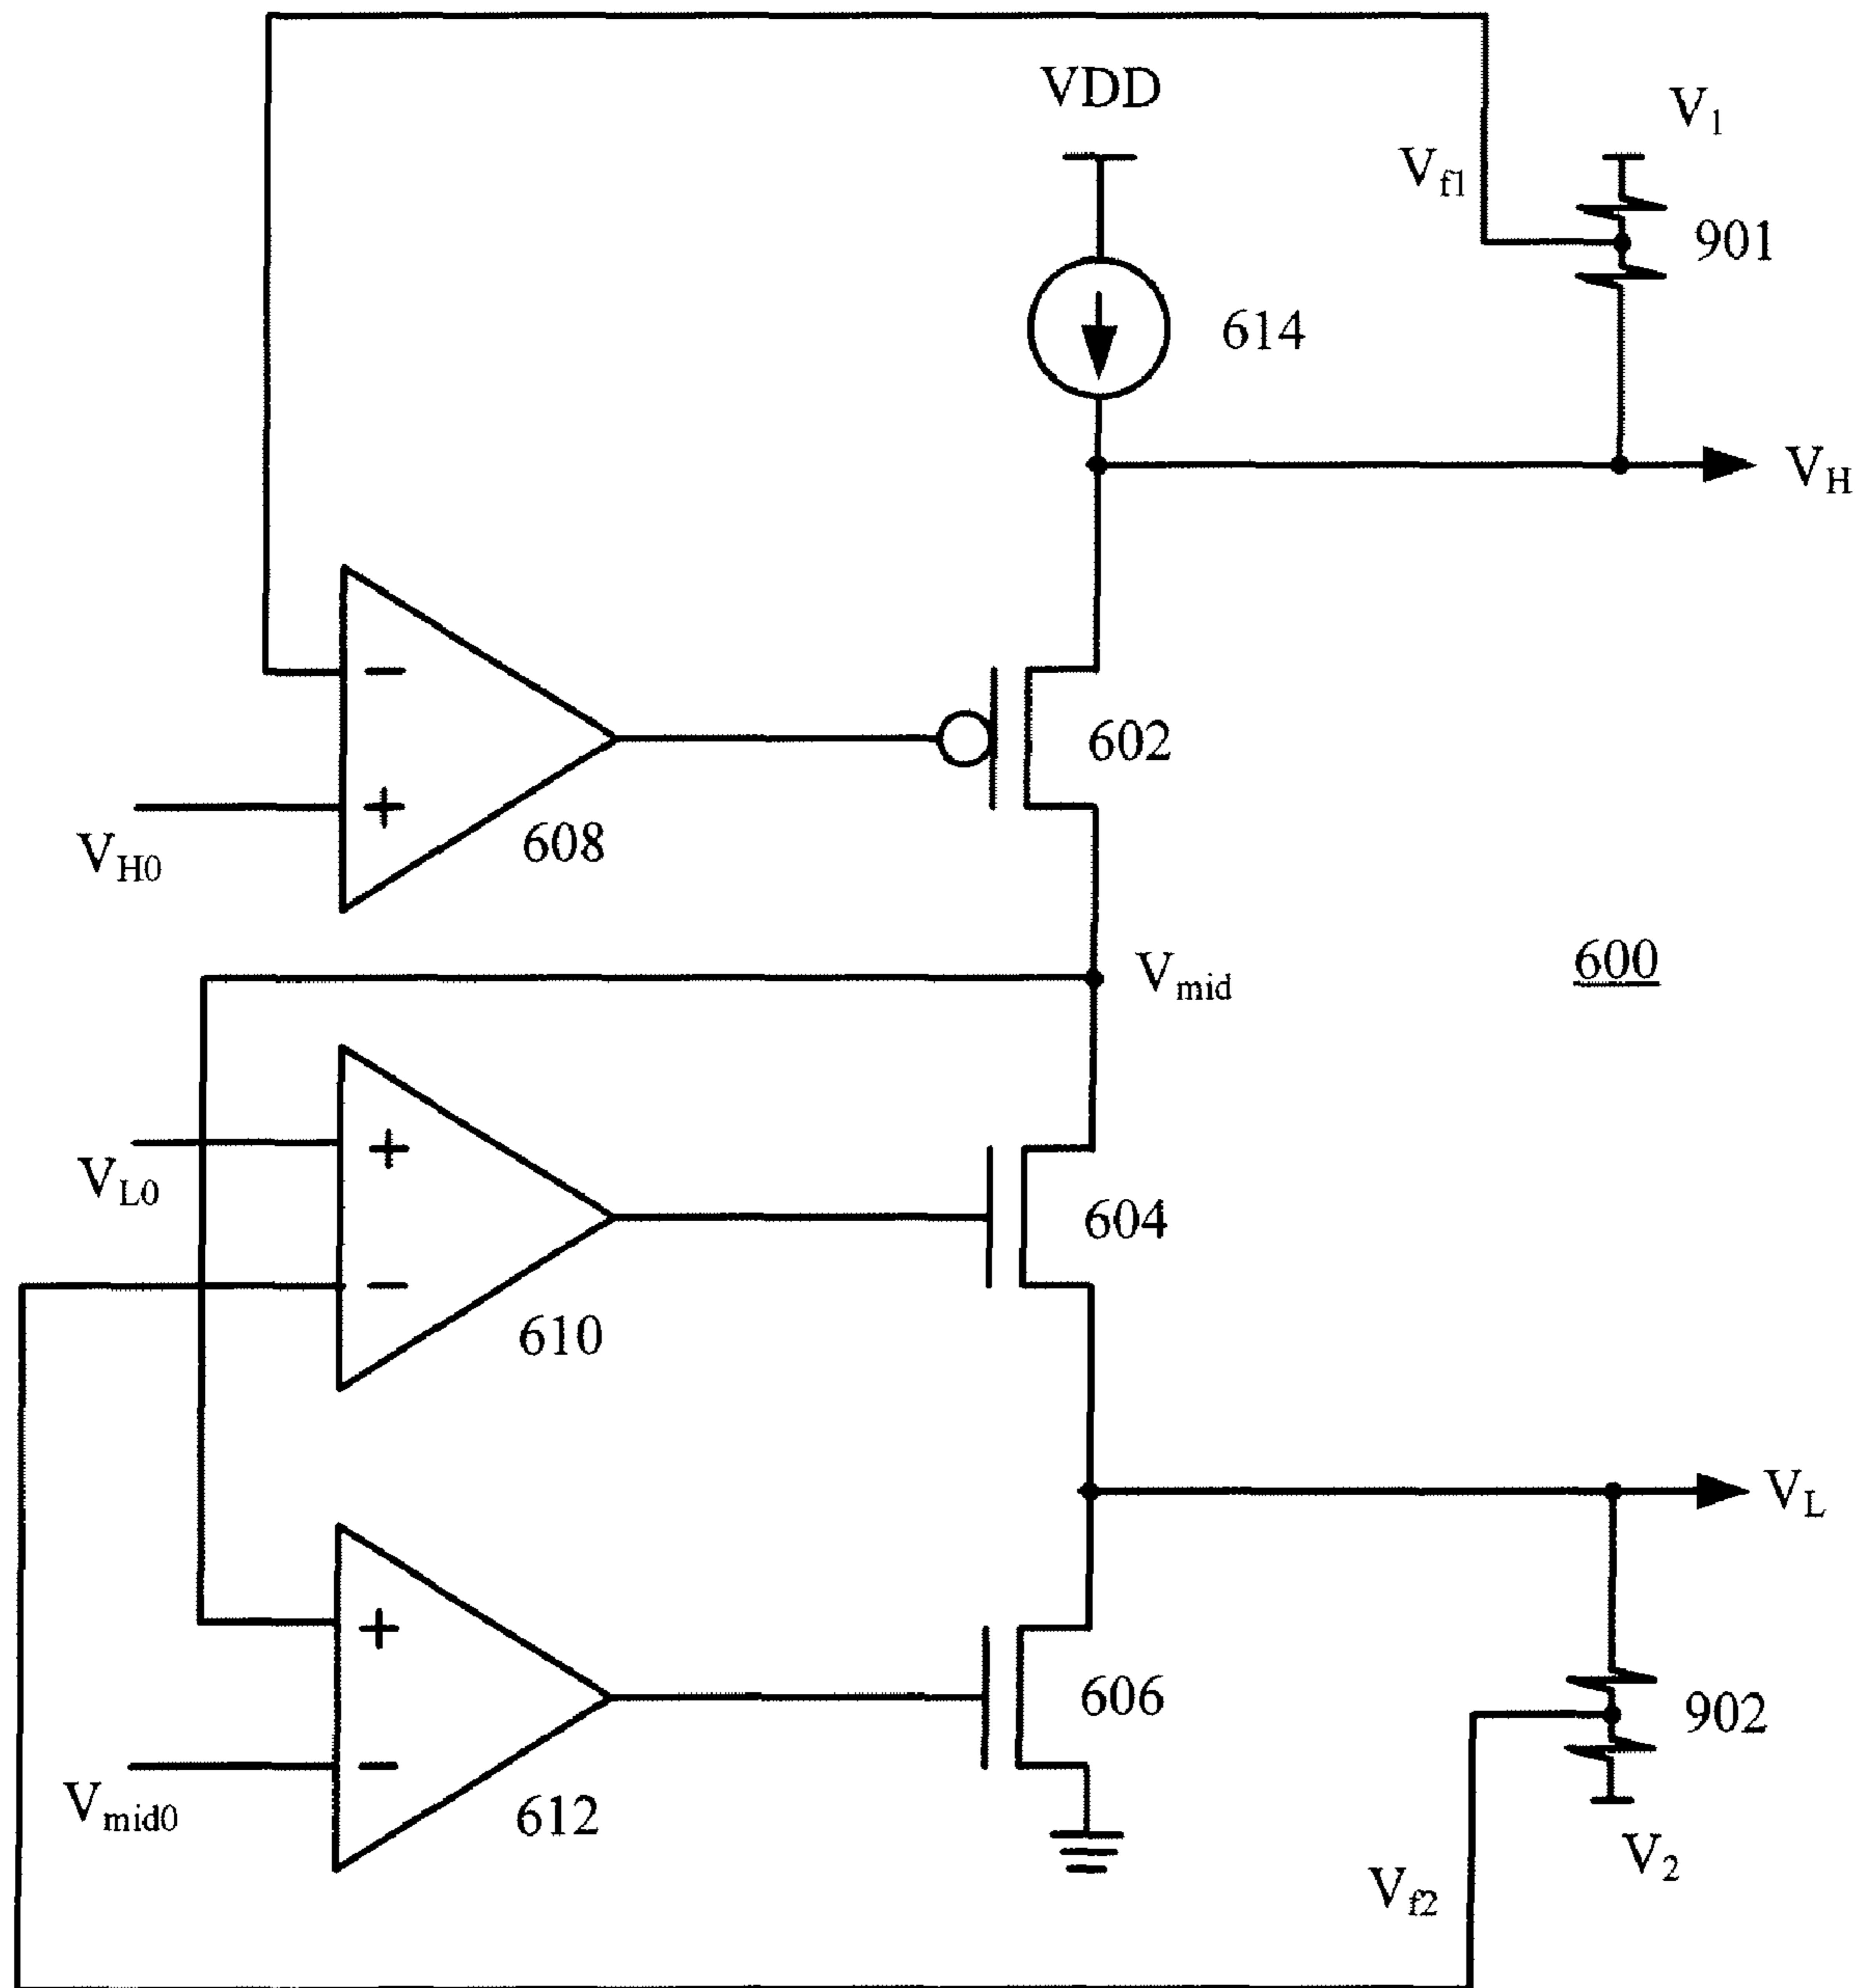 VDD
V1
Vf1
901
614
VH
-
602
+
608
VH0
Vmid
600
+
VL0
604
-
610
VL
+
606
902
-
Vmid0
612
V2
Vf2